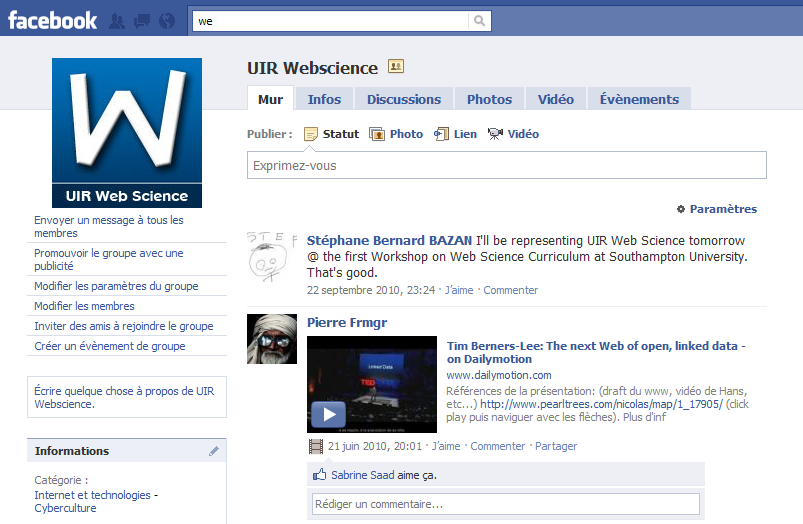 facebook
we
UIR Webscience
Mur
Infos
Discussions
Photos
Vidéo
Évènements
Publier :
Statut
Photo
Lien
Vidéo
Exprimez-vous
Paramètres
W
UIR Web Science
Envoyer un message à tous les
membres
Promouvoir le groupe avec une
publicité
Modifier les paramètres du groupe
Modifier les membres
Inviter des amis à rejoindre le groupe
Créer un évènement de groupe
Écrire quelque chose à propos de UIR
Webscience.
Informations
Catégorie :
Internet et technologies -
Cyberculture
STEF
Stéphane Bernard BAZAN I'll be representing UIR Web Science tomorrow
@ the first Workshop on Web Science Curriculum at Southampton University.
That's good.
22 septembre 2010, 23:24 · J'aime · Commenter
Pierre Frmgr
Linked Data
TED
Tim Berners-Lee: The next Web of open, linked data -
on Dailymotion
www.dailymotion.com
Références de la présentation: (draft du www, vidéo de Hans,
etc...) http://www.pearltrees.com/nicolas/map/1_17905/ (click
play puis naviguer avec les flèches). Plus d'inf
21 juin 2010, 20:01 · J'aime · Commenter · Partager
Sabrine Saad aime ça.
Rédiger un commentaire...